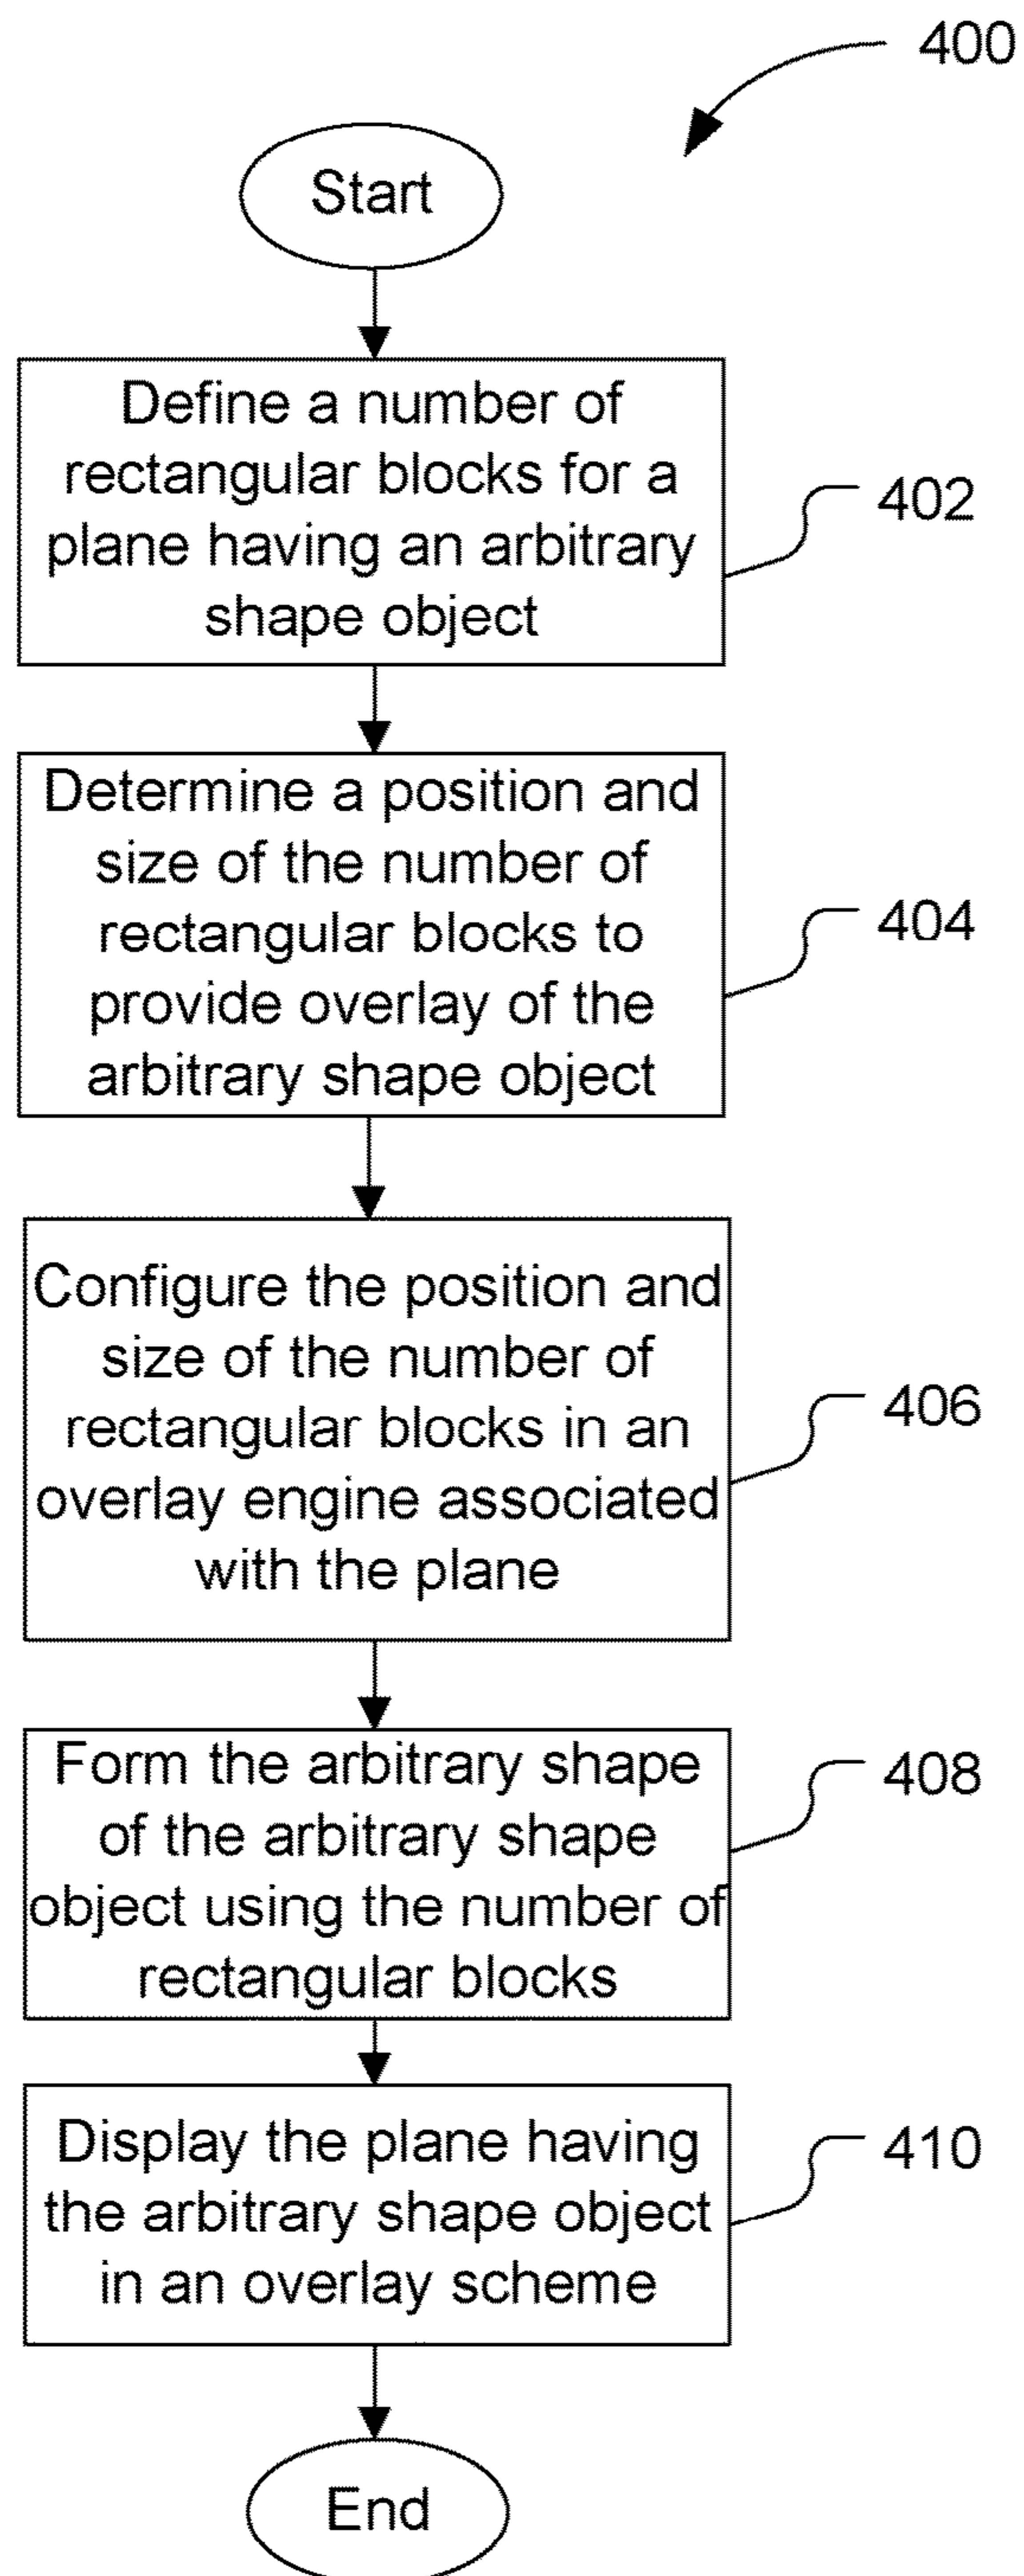 400
Start
Define a number of
rectangular blocks for a
plane having an arbitrary
shape object
402
Determine a position and
size of the number of
rectangular blocks to
provide overlay of the
arbitrary shape object
404
Configure the position and
size of the number of
rectangular blocks in an
overlay engine associated
with the plane
406
Form the arbitrary shape
of the arbitrary shape
object using the number of
rectangular blocks
408
Display the plane having
the arbitrary shape object
in an overlay scheme
410
End